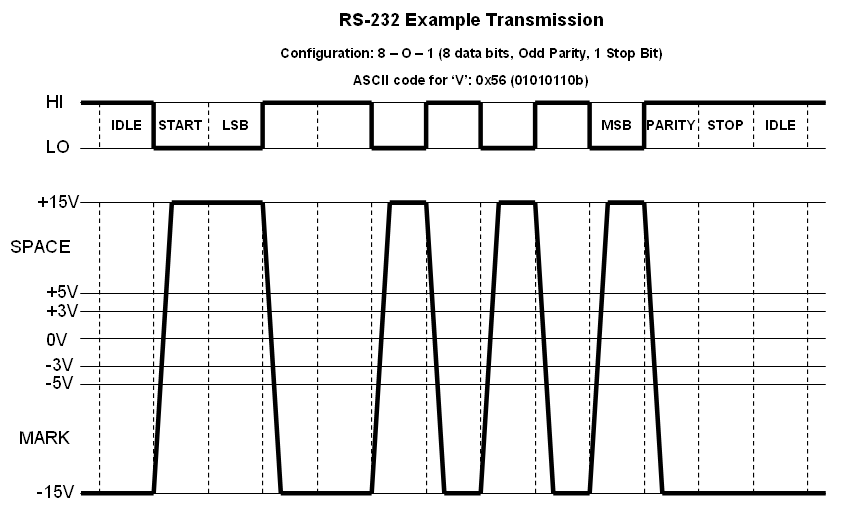 RS-232 Example Transmission
Configuration: 8 – O – 1 (8 data bits, Odd Parity, 1 Stop Bit)
ASCII code for ‘V’: 0x56 (01010110b)
HI
IDLE START LSB MSB PARITY STOP IDLE
LO
+15V
SPACE
+5V
+3V
0V
-3V
-5V
MARK
-15V